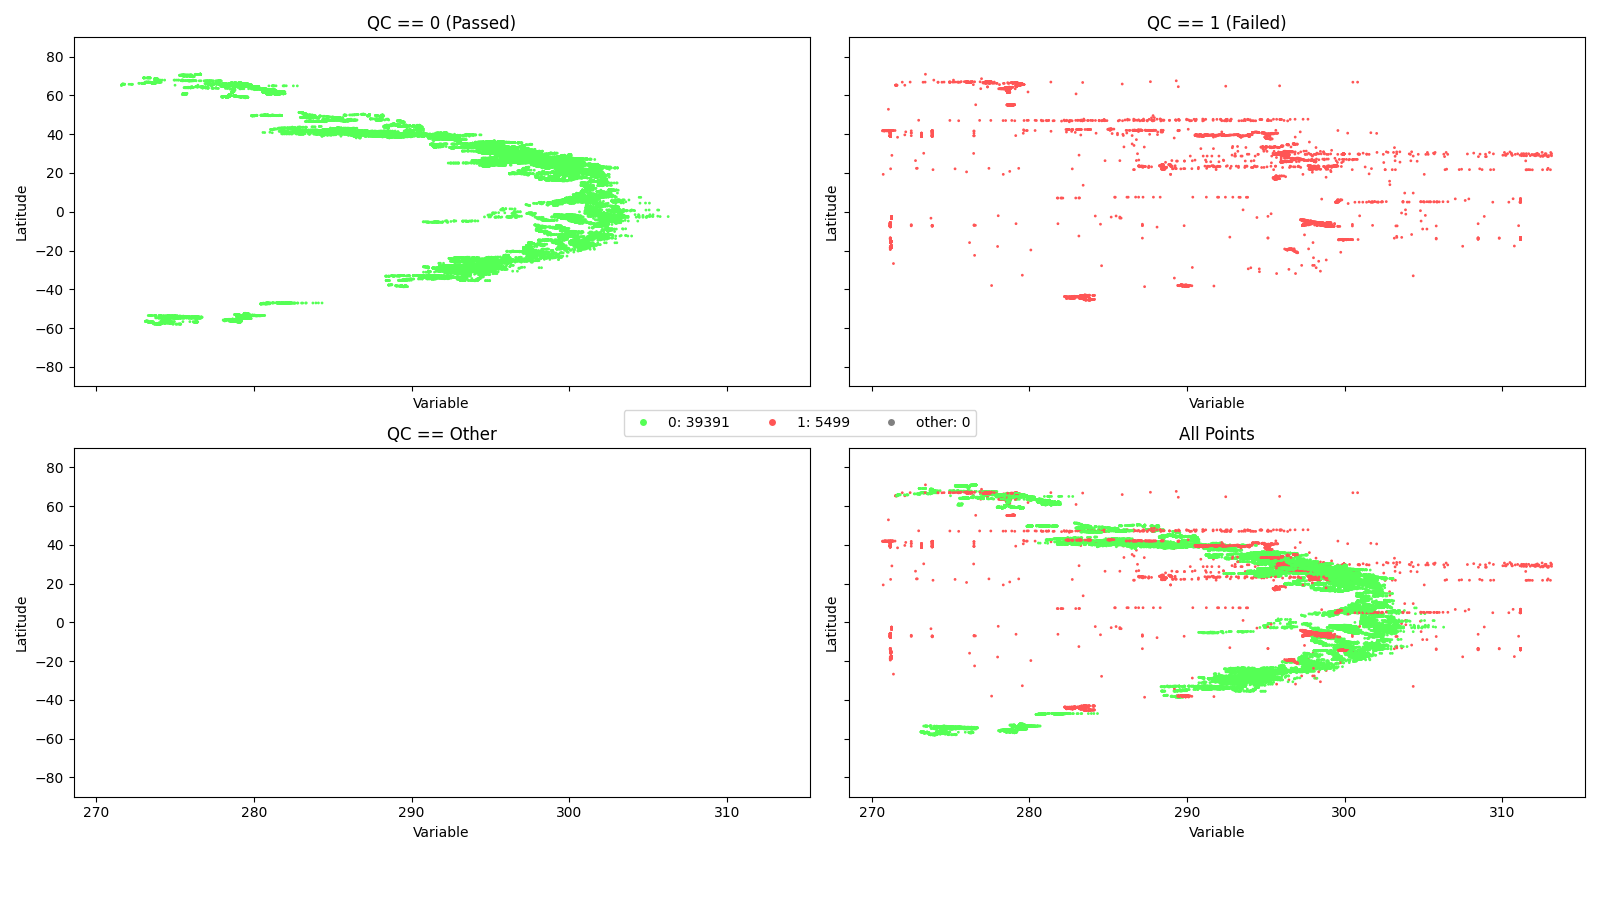 QC == 0 (Passed)
QC == 1 (Failed)
80
60
40
20
0
−20
−40
−60
−80
Latitude
Latitude
Variable
Variable
0: 39391 1: 5499 other: 0
QC == Other
All Points
80
60
40
20
0
−20
−40
−60
−80
Latitude
Latitude
270 280 290 300 310
270 280 290 300 310
Variable
Variable